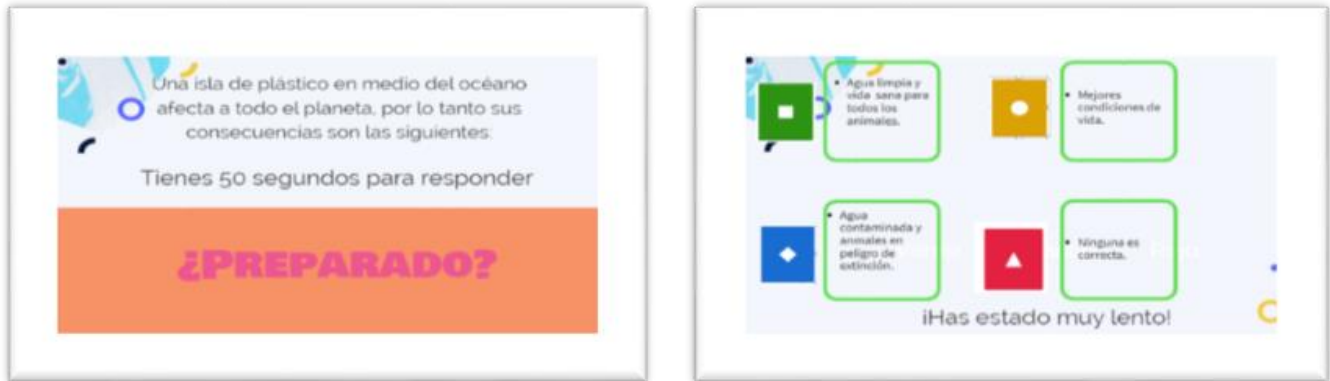 Una isla de plástico en medio del océano
afecta a todo el planeta, por lo tanto sus
consecuencias son las siguientes:
Tienes 50 segundos para responder
¿PREPARADO?
• Agua limpia y
vida sana para
todos los
animales.
• Mejores
condiciones de
vida.
• Agua
contaminada y
animales en
peligro de
extinción.
• Ninguna es
correcta.
¡Has estado muy lento!